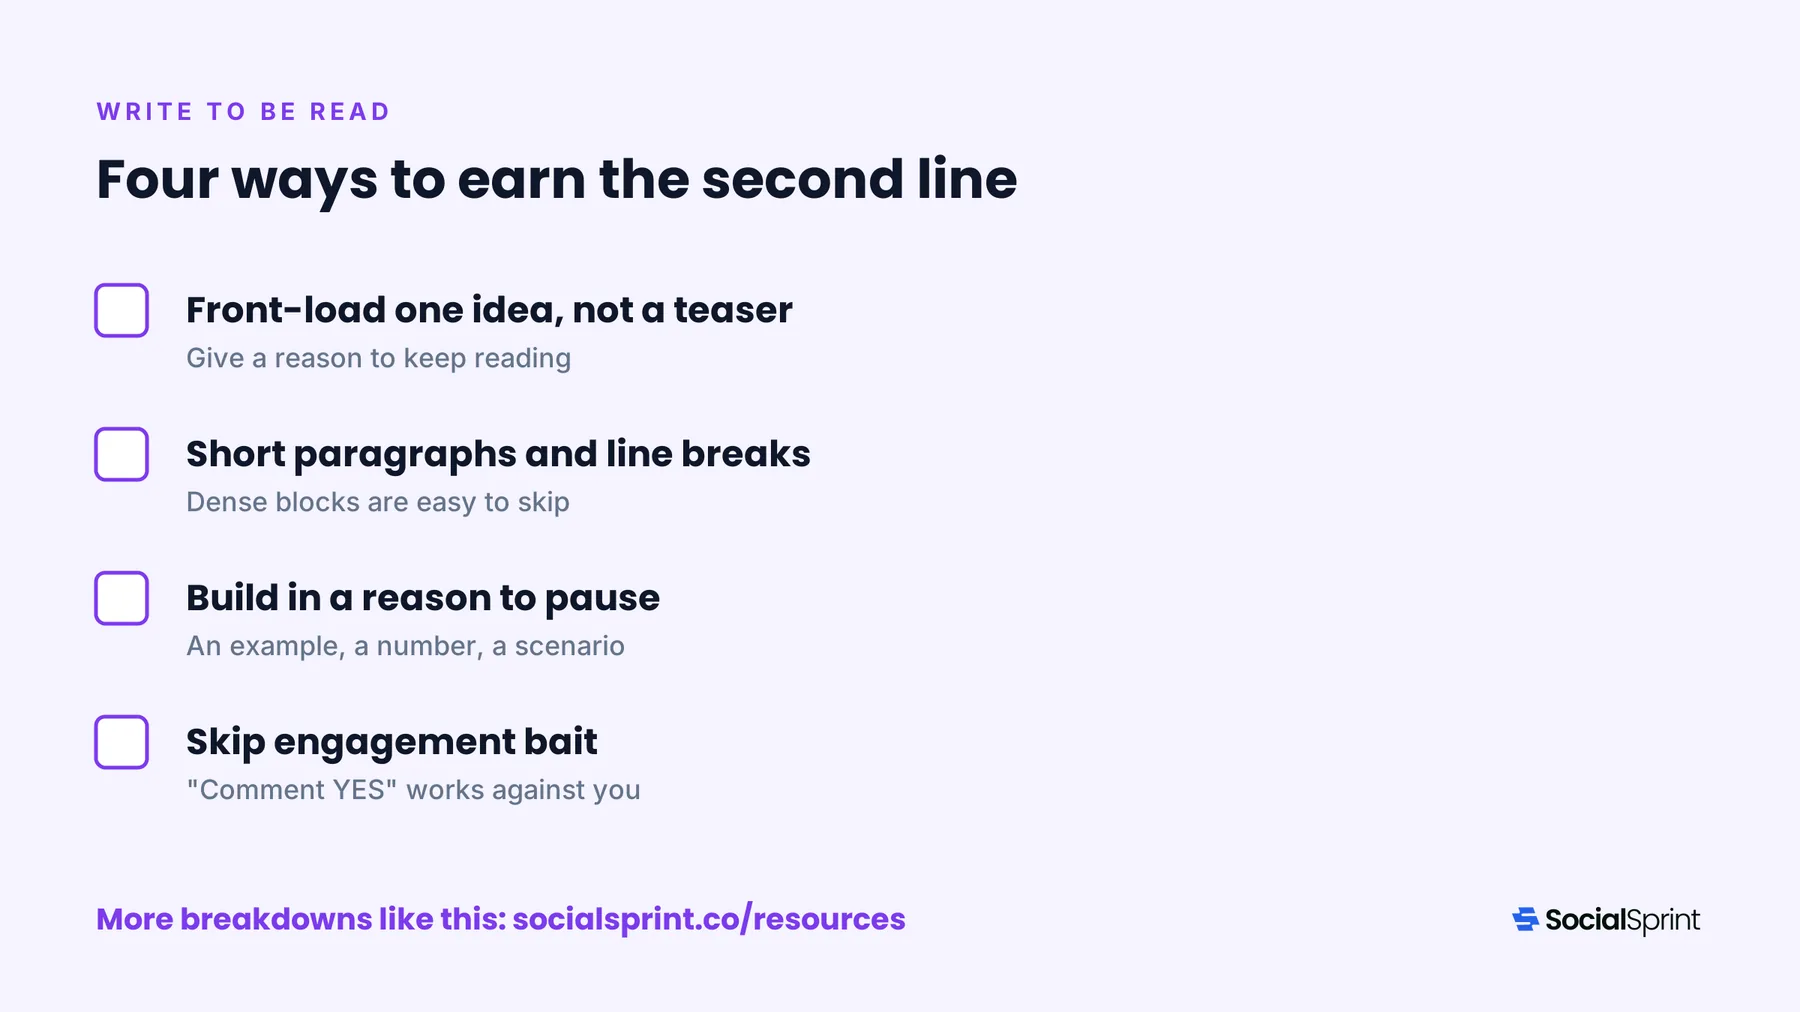 WRITE TO BE READ
Four ways to earn the second line
Front-load one idea, not a teaser
Give a reason to keep reading
Short paragraphs and line breaks
Dense blocks are easy to skip
Build in a reason to pause
An example, a number, a scenario
Skip engagement bait
"Comment YES" works against you
More breakdowns like this: socialsprint.co/resources
SocialSprint